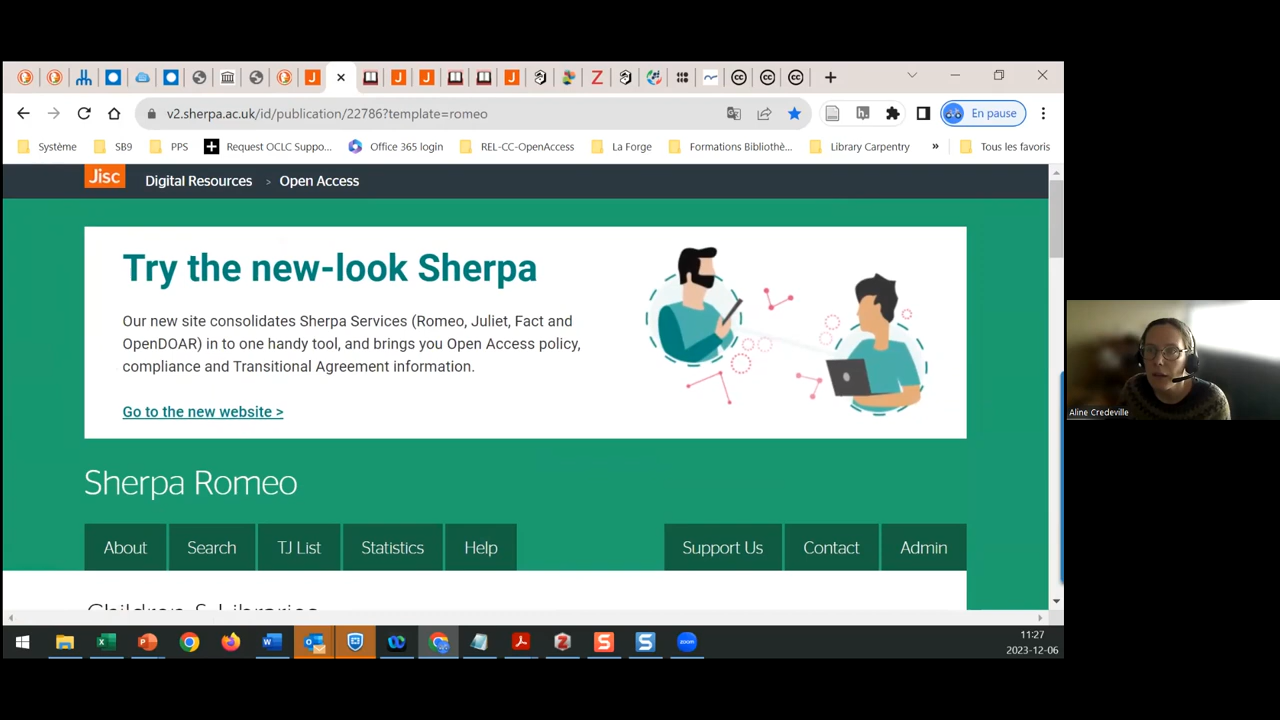 v2.sherpa.ac.uk/id/publication/22786?template=romeo
En pause
Système
SB9
PPS
Request OCLC Suppo...
Office 365 login
REL-CC-OpenAccess
La Forge
Formations Bibliothè...
Library Carpentry
»
Tous les favoris
Jisc
Digital Resources > Open Access
Try the new-look Sherpa
Our new site consolidates Sherpa Services (Romeo, Juliet, Fact and
OpenDOAR) in to one handy tool, and brings you Open Access policy,
compliance and Transitional Agreement information.
Go to the new website >
Aline Credeville
Sherpa Romeo
About
Search
TJ List
Statistics
Help
Support Us
Contact
Admin
Children & Libraries
zoom
11:27
2023-12-06